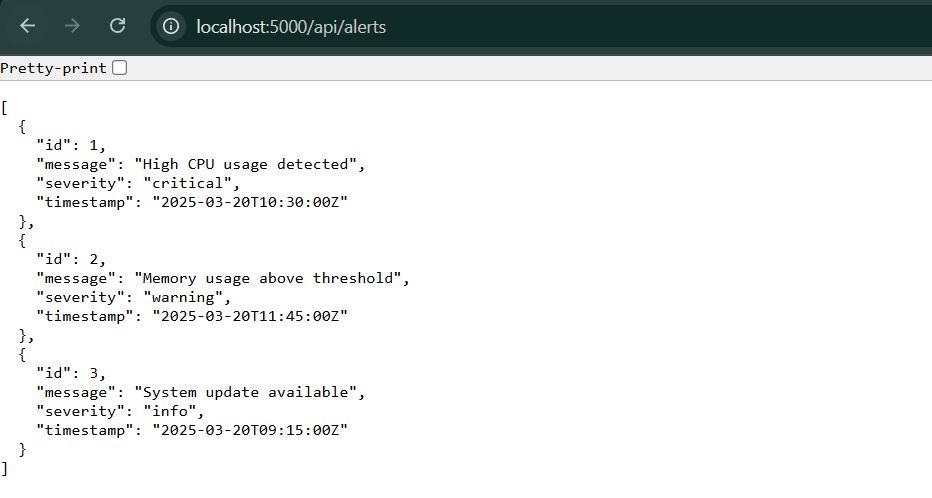 localhost:5000/api/alerts
Pretty-print
[
  {
    "id": 1,
    "message": "High CPU usage detected",
    "severity": "critical",
    "timestamp": "2025-03-20T10:30:00Z"
  },
  {
    "id": 2,
    "message": "Memory usage above threshold",
    "severity": "warning",
    "timestamp": "2025-03-20T11:45:00Z"
  },
  {
    "id": 3,
    "message": "System update available",
    "severity": "info",
    "timestamp": "2025-03-20T09:15:00Z"
  }
]